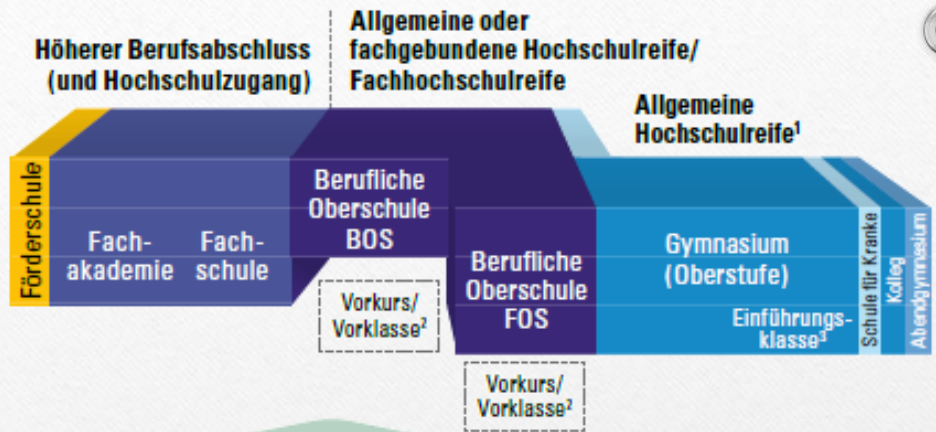 Höherer Berufsabschluss
(und Hochschulzugang)
Allgemeine oder
fachgebundene Hochschulreife/
Fachhochschulreife
Allgemeine
Hochschulreife¹
Förderschule
Fach-
akademie
Fach-
schule
Berufliche
Oberschule
BOS
Vorkurs/
Vorklasse²
Berufliche
Oberschule
FOS
Vorkurs/
Vorklasse²
Gymnasium
(Oberstufe)
Einführungs-
klasse³
Schule für Kranke
Kolleg
Abendgymnasium